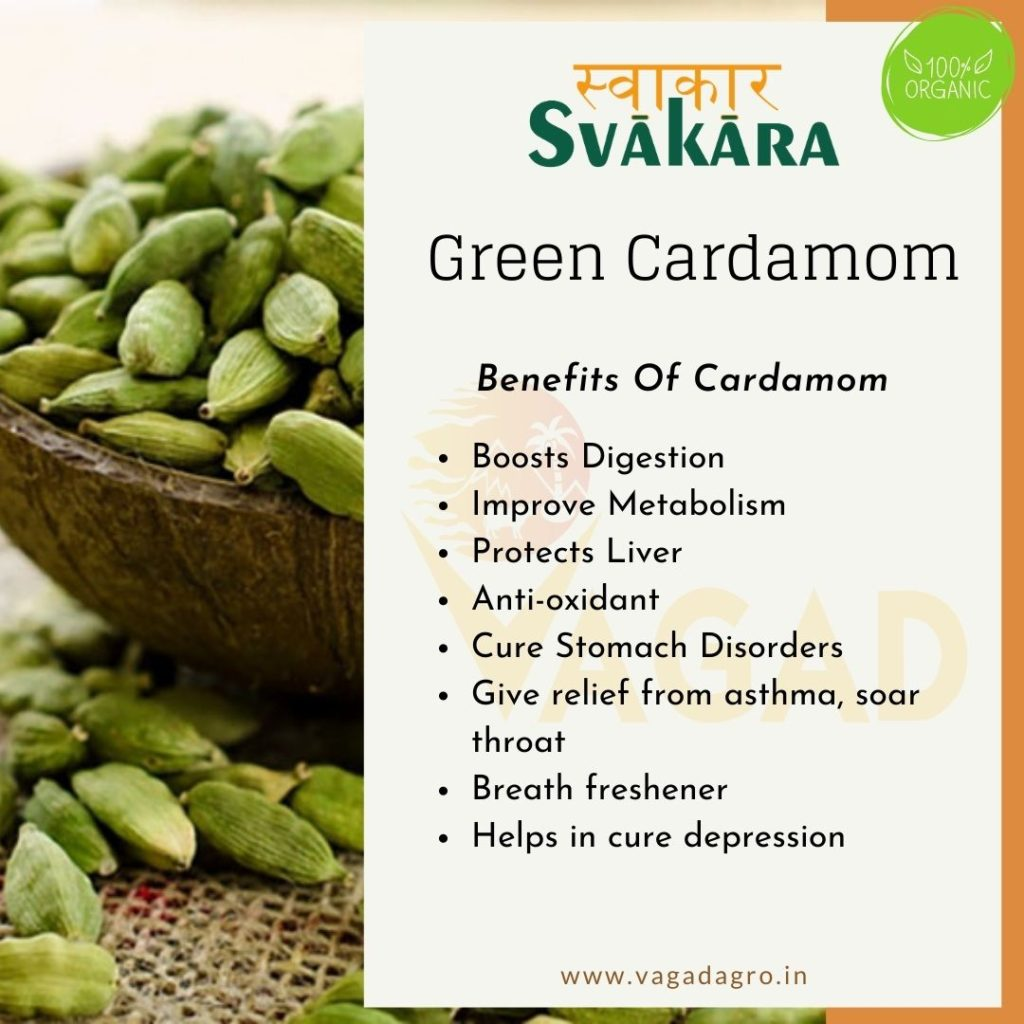 100%
ORGANIC
स्वाकार
SVĀKĀRA
Green Cardamom
Benefits Of Cardamom
• Boosts Digestion
• Improve Metabolism
• Protects Liver
• Anti-oxidant
• Cure Stomach Disorders
• Give relief from asthma, soar
throat
• Breath freshener
• Helps in cure depression
VAGAD
www.vagadagro.in